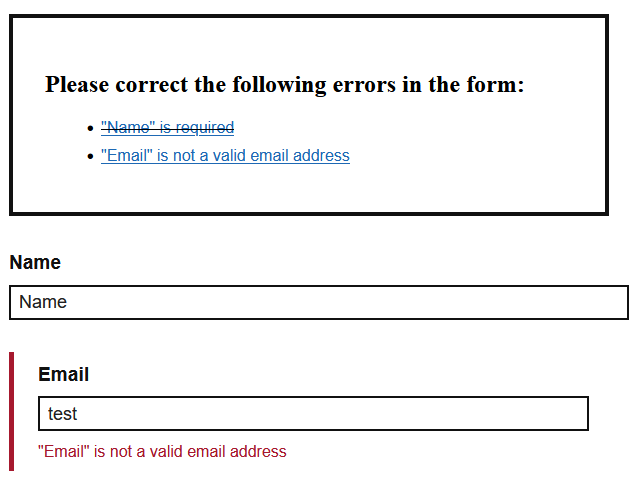 Please correct the following errors in the form:
"Name" is required
"Email" is not a valid email address
Name
Name
Email
test
"Email" is not a valid email address